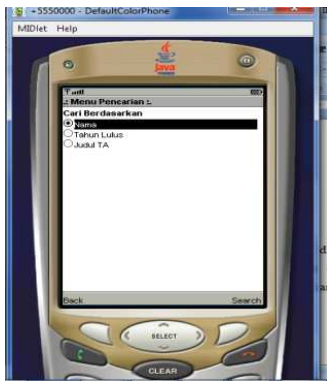 +5550000 - DefaultColorPhone
MIDlet Help
Java
.: Menu Pencarian :.
Cari Berdasarkan
Nama
Tahun Lulus
Judul TA
Back Search
SELECT
CLEAR